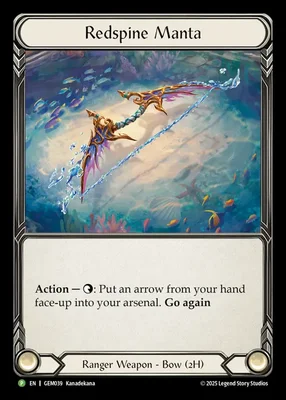 Redspine Manta
Action — : Put an arrow from your hand
face-up into your arsenal. Go again
Ranger Weapon - Bow (2H)
P EN | GEM039 Kanadekana
© 2025 Legend Story Studios